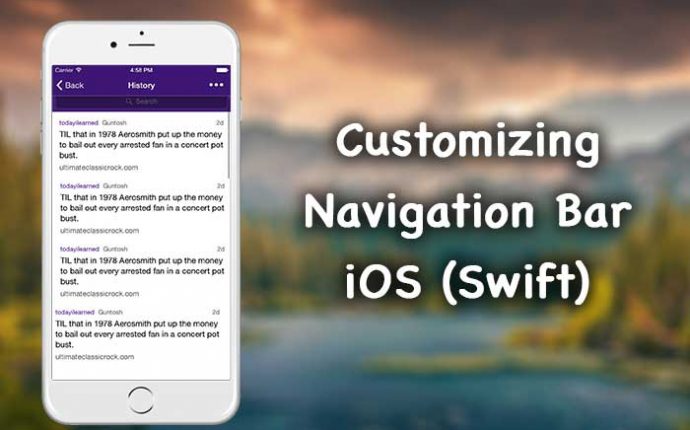 Carrier 4:58 PM
Back History •••
Search
todayilearned Guntosh 2d
TIL that in 1978 Aerosmith put up the money
to bail out every arrested fan in a concert pot
bust.
ultimateclassicrock.com
todayilearned Guntosh 2d
TIL that in 1978 Aerosmith put up the money
to bail out every arrested fan in a concert pot
bust.
ultimateclassicrock.com
todayilearned Guntosh 2d
TIL that in 1978 Aerosmith put up the money
to bail out every arrested fan in a concert pot
bust.
ultimateclassicrock.com
todayilearned Guntosh 2d
TIL that in 1978 Aerosmith put up the money
to bail out every arrested fan in a concert pot
bust.
ultimateclassicrock.com
Customizing
Navigation Bar
iOS (Swift)